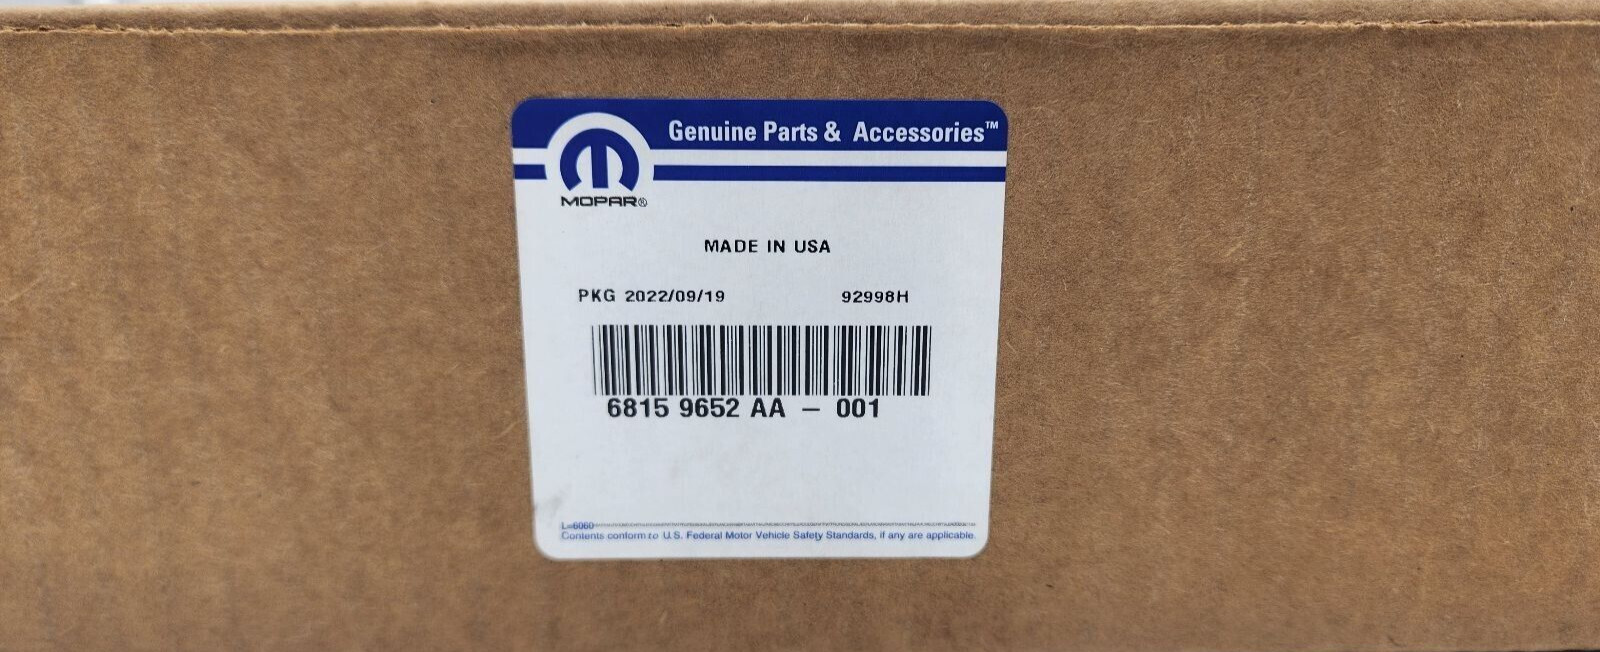 Genuine Parts & Accessories™
MOPAR®
MADE IN USA
PKG 2022/09/19 92998H
6815 9652 AA – 001
L–6060
Contents conform to U.S. Federal Motor Vehicle Safety Standards, if any are applicable.